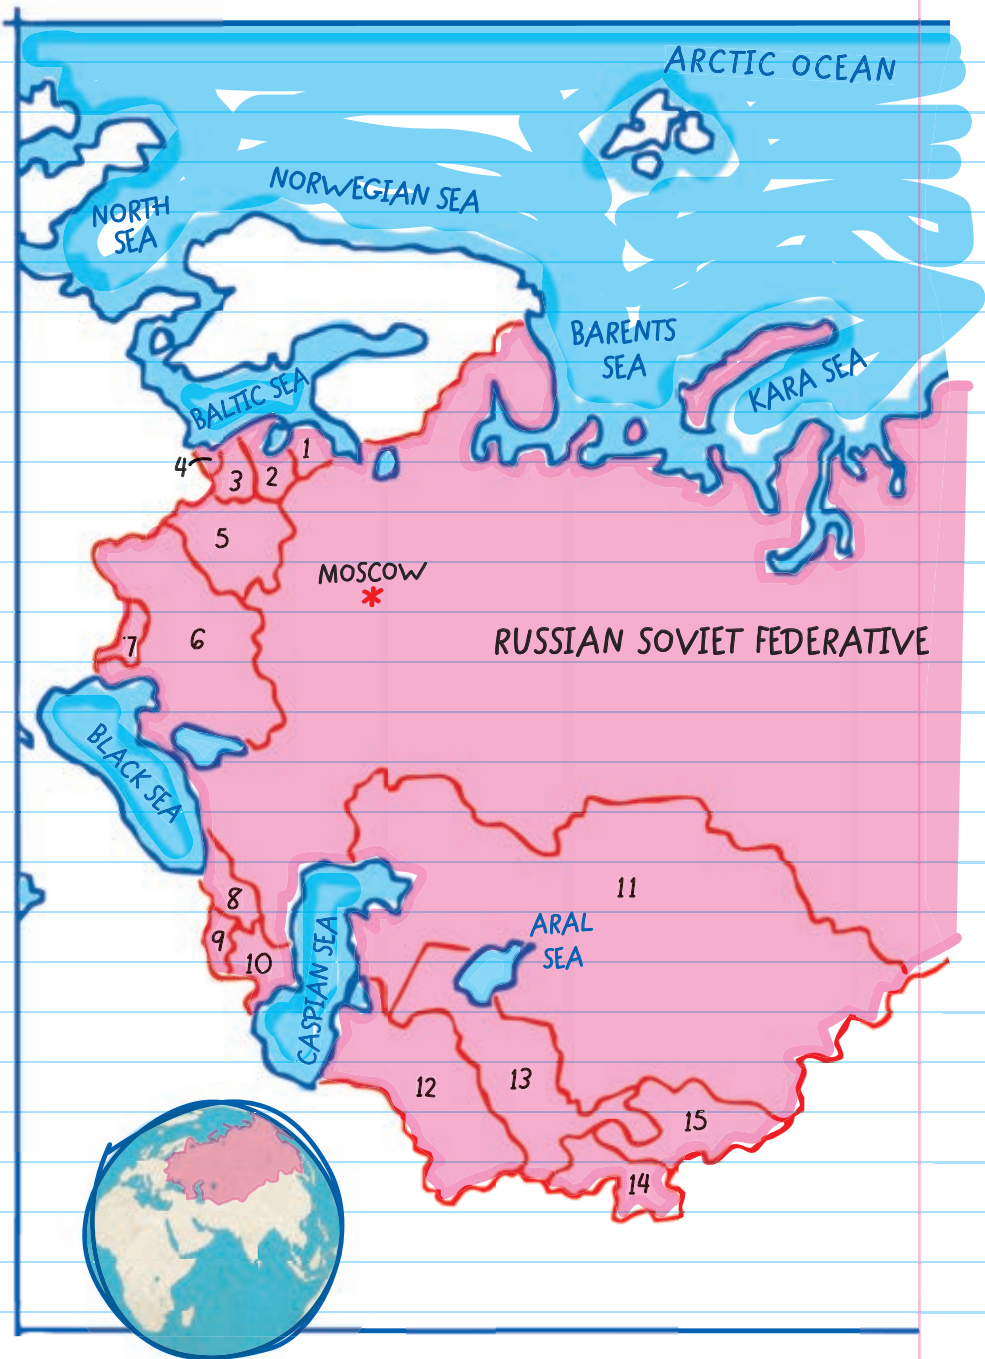 ARCTIC OCEAN
NORWEGIAN SEA
NORTH
SEA
BARENTS
SEA
KARA SEA
BALTIC SEA
1
4
3
2
5
MOSCOW
6
7
RUSSIAN SOVIET FEDERATIVE
BLACK SEA
8
11
9
10
ARAL
SEA
CASPIAN SEA
12
13
15
14